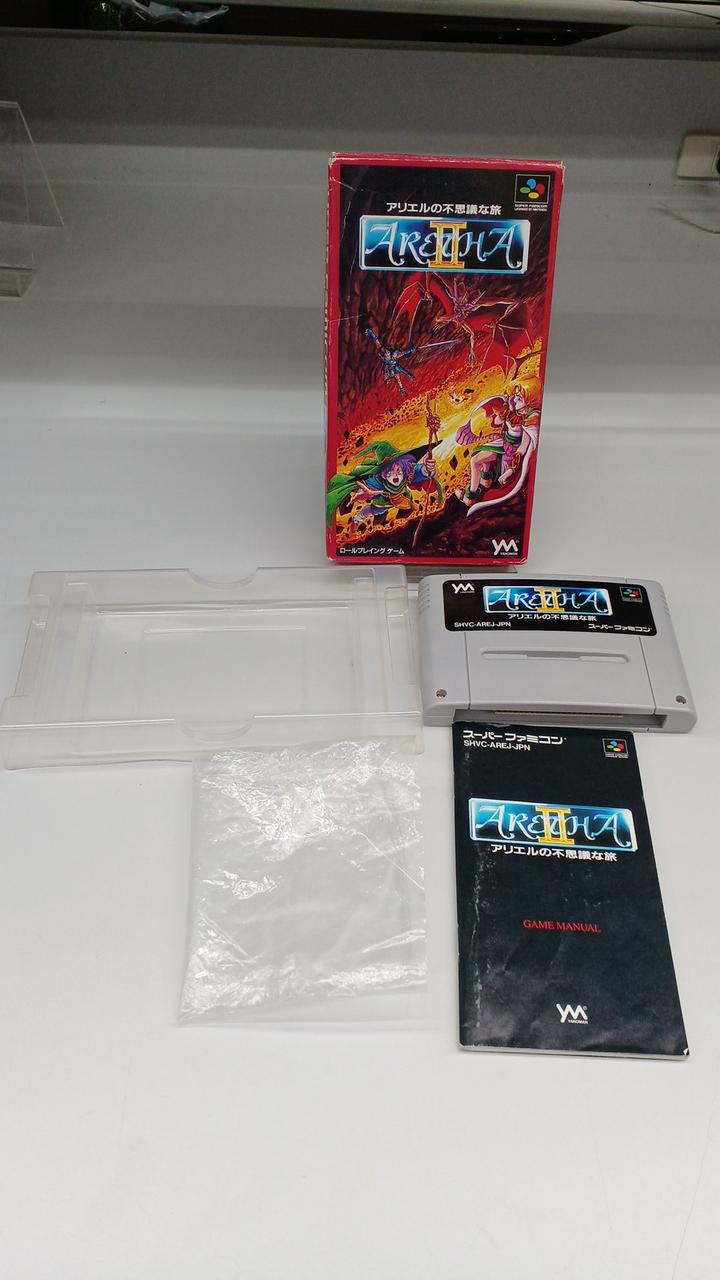 アリエルの不思議な旅
SUPER FAMICOM
ARETHA
II
ロールプレイング ゲーム
YM
YANOMAN
YM
ARETHA
II
アリエルの不思議な旅
SHVC-AREJ-JPN
スーパーファミコン
スーパーファミコン
SHVC-AREJ-JPN
ARETHA
II
アリエルの不思議な旅
GAME MANUAL
YM
YANOMAN